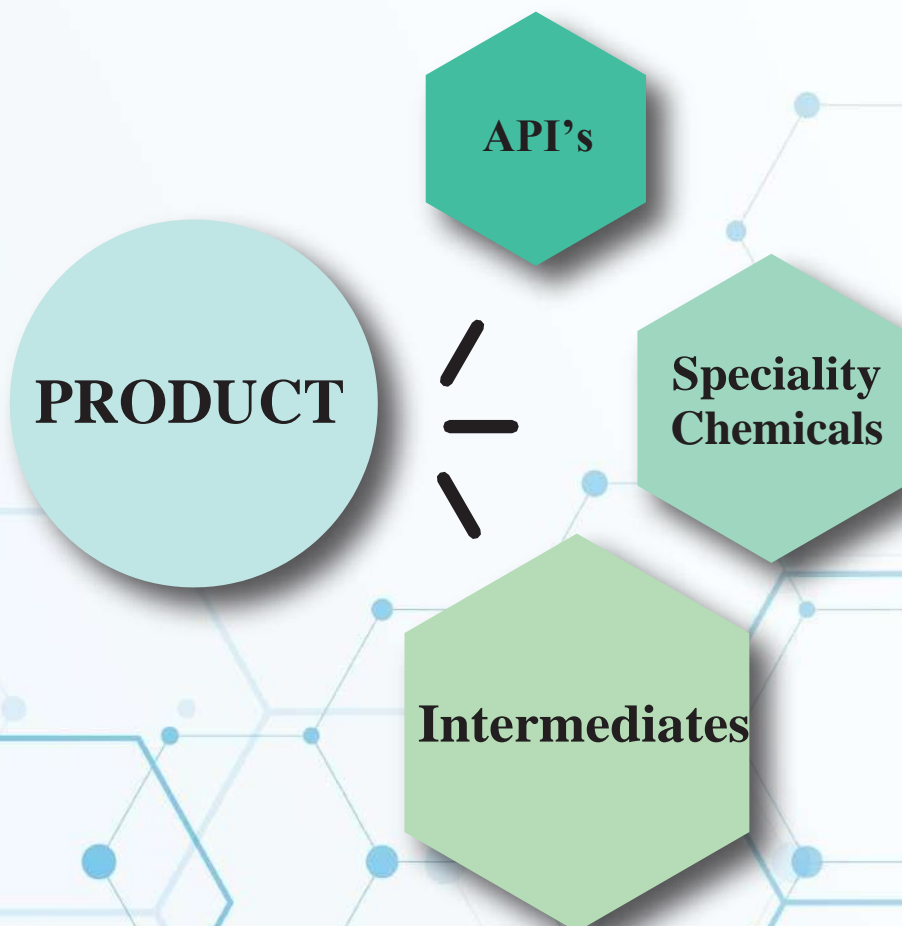 API’s
PRODUCT
Speciality
Chemicals
Intermediates